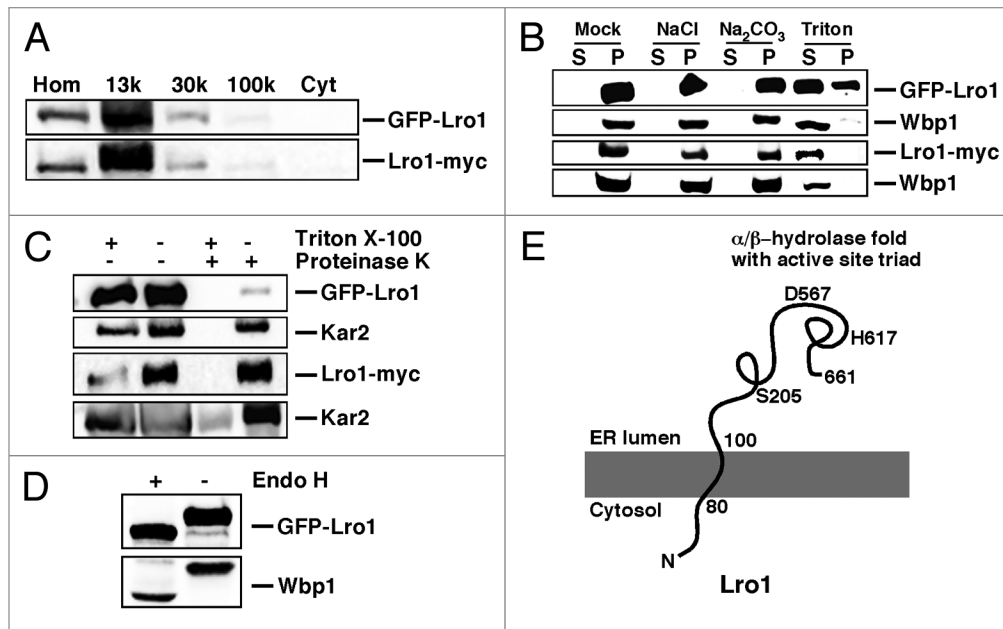 A
Hom 13k 30k 100k Cyt
GFP-Lro1
Lro1-myc
B
Mock NaCl Na2CO3 Triton
S P S P S P S P
GFP-Lro1
Wbp1
Lro1-myc
Wbp1
C
+ - + - Triton X-100
- - + + Proteinase K
GFP-Lro1
Kar2
Lro1-myc
Kar2
D
+ - Endo H
GFP-Lro1
Wbp1
E
α/β–hydrolase fold
with active site triad
D567
H617
661
S205
ER lumen 100
Cytosol 80
N
Lro1